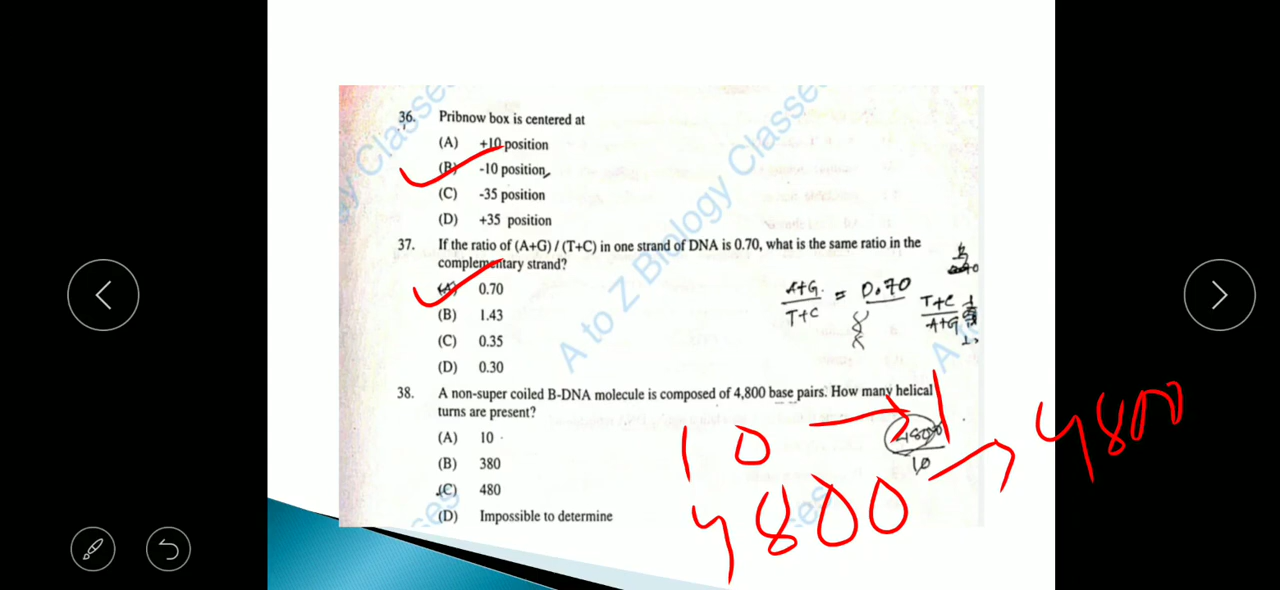 36. Pribnow box is centered at
(A) +10 position
(B) -10 position
(C) -35 position
(D) +35 position
37. If the ratio of (A+G) / (T+C) in one strand of DNA is 0.70, what is the same ratio in the
complementary strand?
(A) 0.70
(B) 1.43
(C) 0.35
(D) 0.30
A+G. = 0.70
T+C
T+C
A+G
38. A non-super coiled B-DNA molecule is composed of 4,800 base pairs. How many helical
turns are present?
(A) 10
(B) 380
(C) 480
(D) Impossible to determine
10 → 1
4800 → 4800
4800
10
A to Z Biology Classes